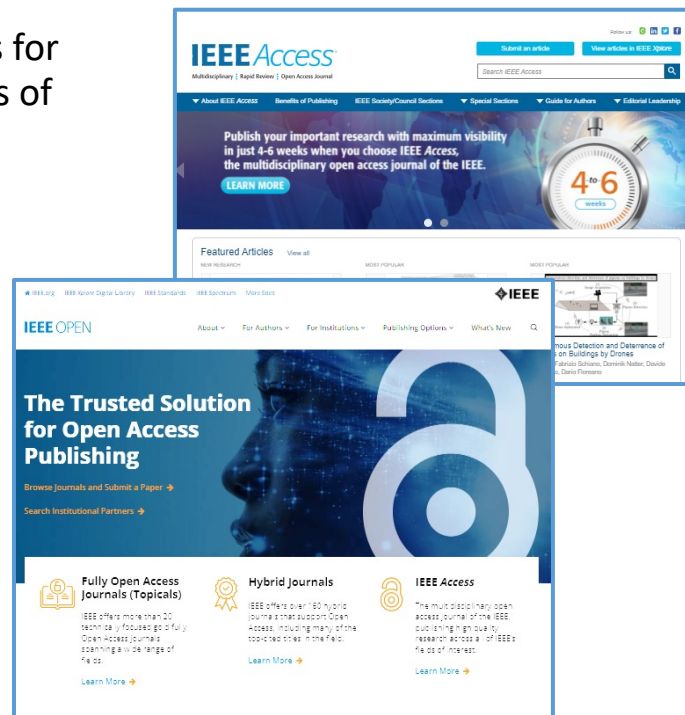 s for
s of
Follow us:
IEEE Access
Multidisciplinary | Rapid Review | Open Access Journal
Submit an article
View articles in IEEE Xplore
Search IEEE Access
About IEEE Access
Benefits of Publishing
IEEE Society/Council Sections
Special Sections
Guide for Authors
Editorial Leadership
Publish your important research with maximum visibility
in just 4-6 weeks when you choose IEEE Access,
the multidisciplinary open access journal of the IEEE.
LEARN MORE
4-to-6
weeks
Featured Articles View all
NEW RESEARCH
MOST POPULAR
MOST POPULAR
mous Detection and Deterrence of
s on Buildings by Drones
Fabrizio Schiano, Dominik Natter, Davide
o, Dario Floreano
IEEE.org IEEE Xplore Digital Library IEEE Standards IEEE Spectrum More Sites
IEEE
IEEE OPEN
About
For Authors
For Institutions
Publishing Options
What's New
The Trusted Solution
for Open Access
Publishing
Browse Journals and Submit a Paper →
Search Institutional Partners →
Fully Open Access
Journals (Topicals)
IEEE offers more than 20
technically focused gold fully
Open Access journals
spanning a wide range of
fields.
Learn More →
Hybrid Journals
IEEE offers over 160 hybrid
journals that support Open
Access, including many of the
top-cited titles in the field.
Learn More →
IEEE Access
The multidisciplinary open
access journal of the IEEE,
publishing high quality
research across all of IEEE's
fields of interest.
Learn More →